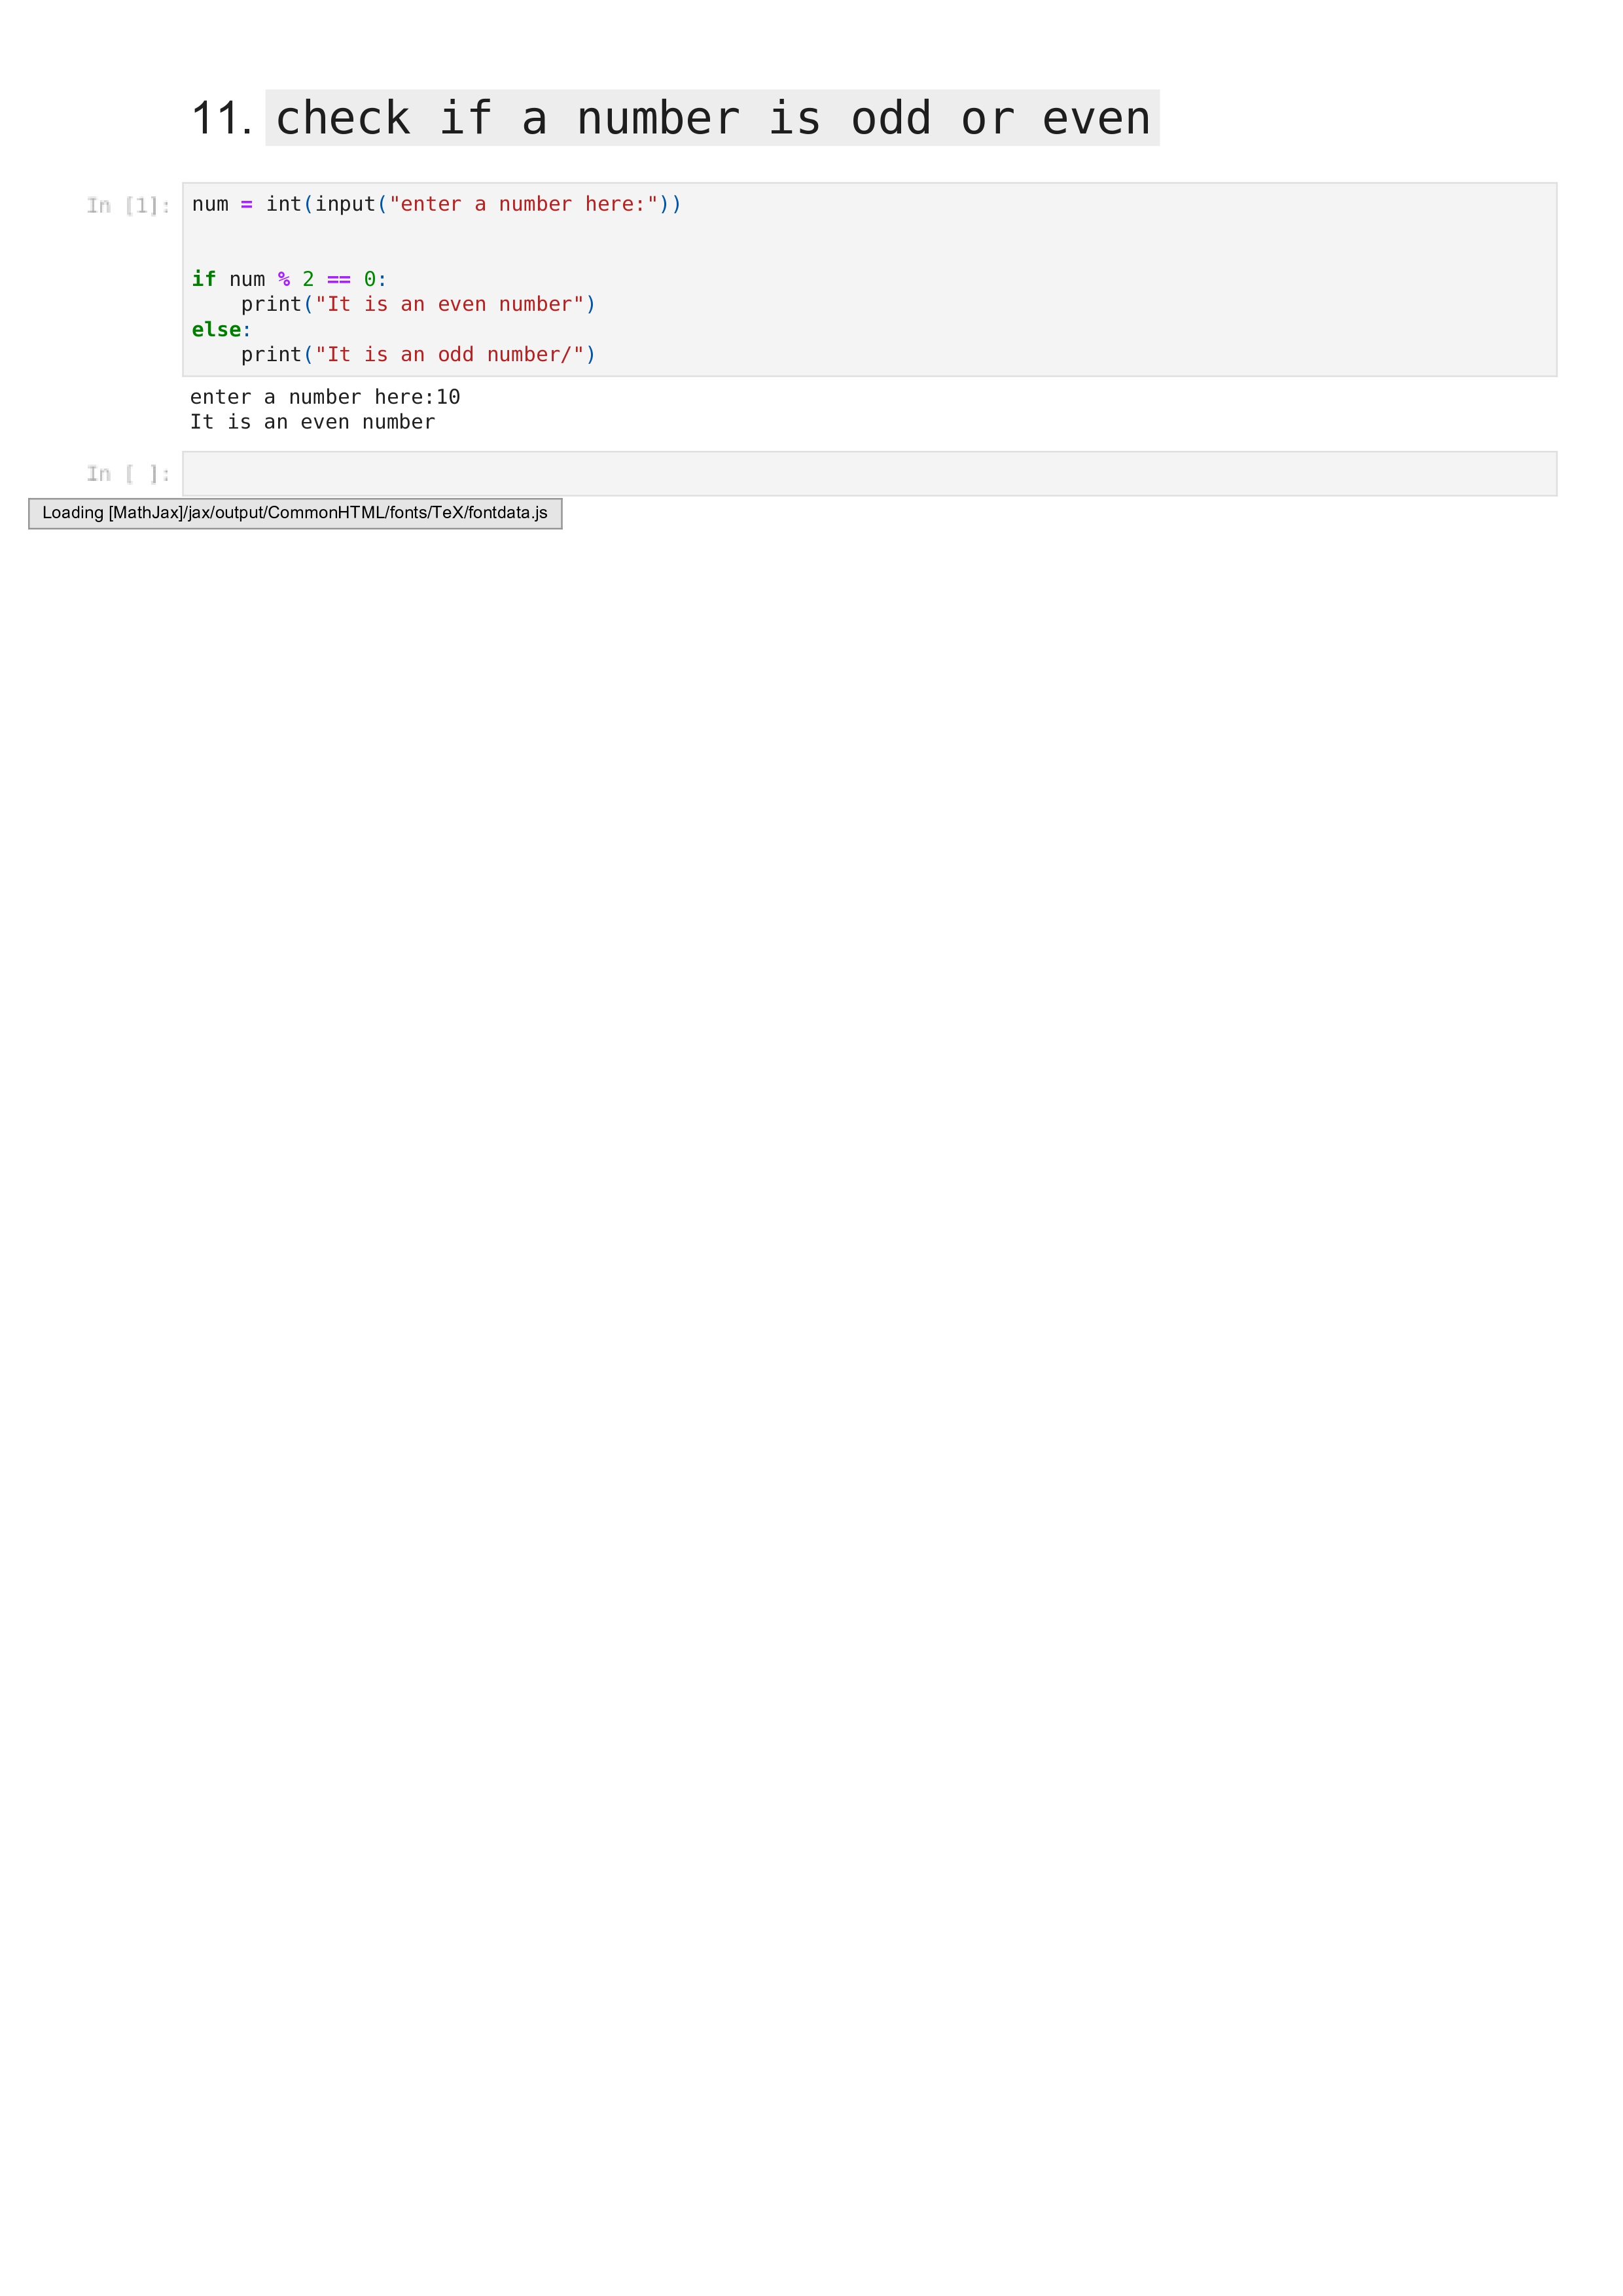 11. check if a number is odd or even
In [1]:
num = int(input("enter a number here:"))
if num % 2 == 0:
    print("It is an even number")
else:
    print("It is an odd number/")
enter a number here:10
It is an even number
In [ ]:
Loading [MathJax]/jax/output/CommonHTML/fonts/TeX/fontdata.js